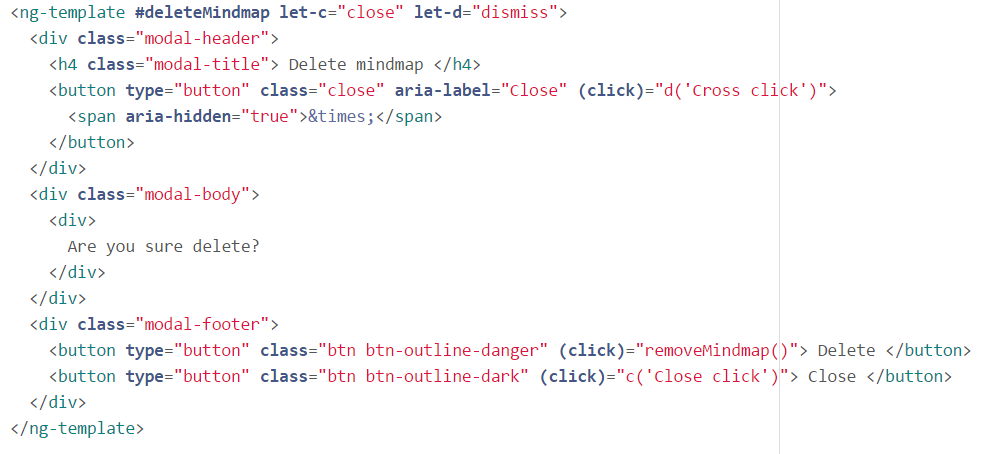 <ng-template #deleteMindmap let-c="close" let-d="dismiss">
  <div class="modal-header">
    <h4 class="modal-title"> Delete mindmap </h4>
    <button type="button" class="close" aria-label="Close" (click)="d('Cross click')">
      <span aria-hidden="true">&times;</span>
    </button>
  </div>
  <div class="modal-body">
    <div>
      Are you sure delete?
    </div>
  </div>
  <div class="modal-footer">
    <button type="button" class="btn btn-outline-danger" (click)="removeMindmap()"> Delete </button>
    <button type="button" class="btn btn-outline-dark" (click)="c('Close click')"> Close </button>
  </div>
</ng-template>